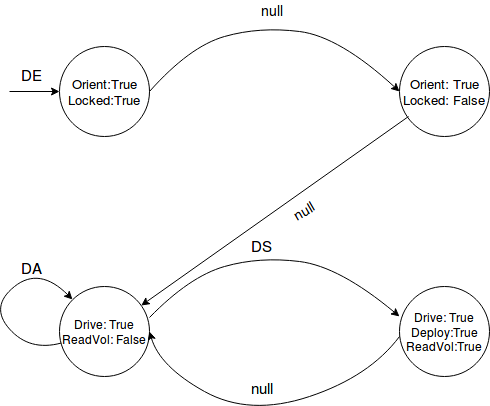 null
DE
Orient:True
Locked:True
Orient: True
Locked: False
null
DS
DA
Drive: True
ReadVol: False
Drive: True
Deploy:True
ReadVol:True
null